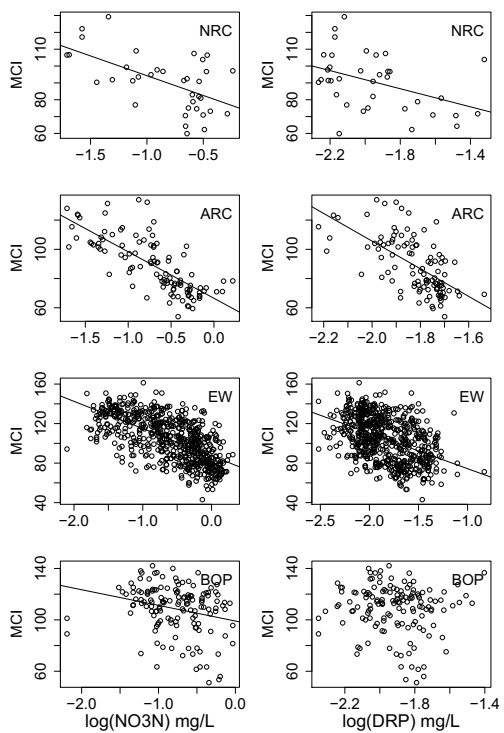 MCI
60
80
110
NRC
−1.5
−1.0
−0.5
MCI
60
80
110
NRC
−2.2
−1.8
−1.4
MCI
60
100
ARC
−1.5
−1.0
−0.5
0.0
MCI
60
100
ARC
−2.2
−2.0
−1.8
−1.6
MCI
40
80
120
160
EW
−2.0
−1.0
0.0
MCI
40
80
120
160
EW
−2.5
−2.0
−1.5
−1.0
MCI
60
100
140
BOP
−2.0
−1.0
0.0
log(NO3N) mg/L
MCI
60
100
140
BOP
−2.2
−1.8
−1.4
log(DRP) mg/L